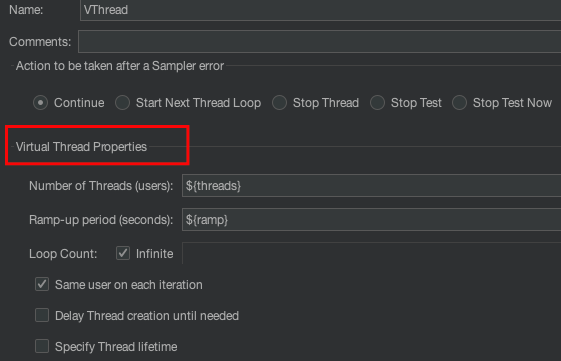 Name: VThread
Comments:
Action to be taken after a Sampler error
Continue Start Next Thread Loop Stop Thread Stop Test Stop Test Now
Virtual Thread Properties
Number of Threads (users): ${threads}
Ramp-up period (seconds): ${ramp}
Loop Count: Infinite
Same user on each iteration
Delay Thread creation until needed
Specify Thread lifetime